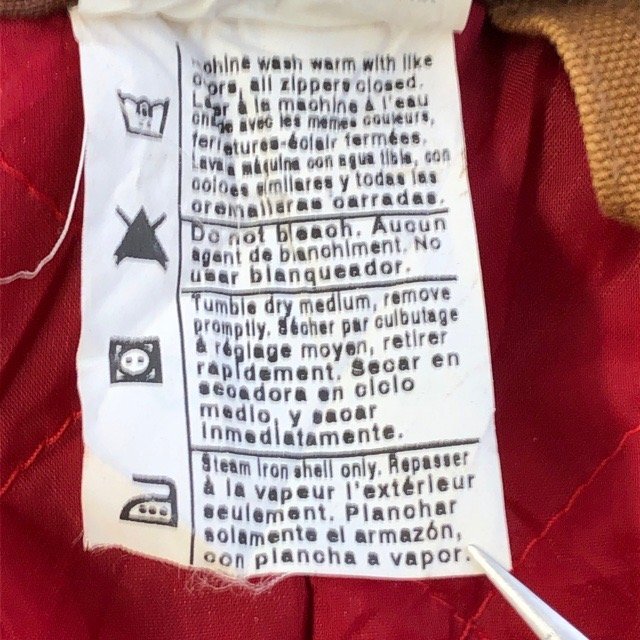 machine wash warm with like
colors, all zippers closed.
Laver à la machine à l'eau
avec les mêmes couleurs,
fermetures-éclair fermées.
Lavar máquina con agua tibia, con
colores similares y todas las
cremalleras cerradas.
Do not bleach. Aucun
agent de blanchiment. No
usar blanqueador.
Tumble dry medium, remove
promptly. Sécher par culbutage
à réglage moyen, retirer
rapidement. Secar en
secadora en ciclo
medio, y sacar
inmediatamente.
Steam iron shell only. Repasser
à la vapeur l'extérieur
seulement. Planchar
solamente el armazón,
con plancha a vapor.